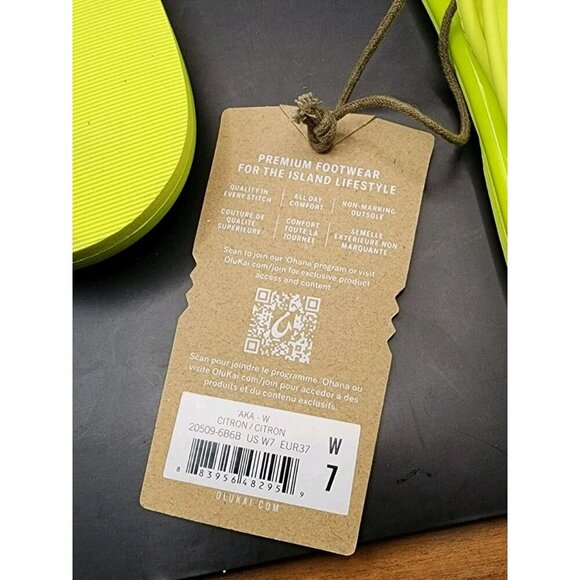 PREMIUM FOOTWEAR
FOR THE ISLAND LIFESTYLE
QUALITY IN
EVERY STITCH
ALL DAY
COMFORT
NON-MARKING
OUTSOLE
COUTURE DE
QUALITÉ
SUPÉRIEURE
CONFORT
TOUTE LA
JOURNÉE
SEMELLE
EXTÉRIEURE NON
MARQUANTE
Scan to join our 'Ohana program or visit
OluKai.com/join for exclusive product
access and content.
Scan pour joindre le programme 'Ohana ou
visite OluKai.com/join pour accéder à des
produits et du contenu exclusifs.
AKA - W
CITRON / CITRON
20509-6B6B US W7 EUR37
W
7
8 83956 48295 9
OLUKAI.COM